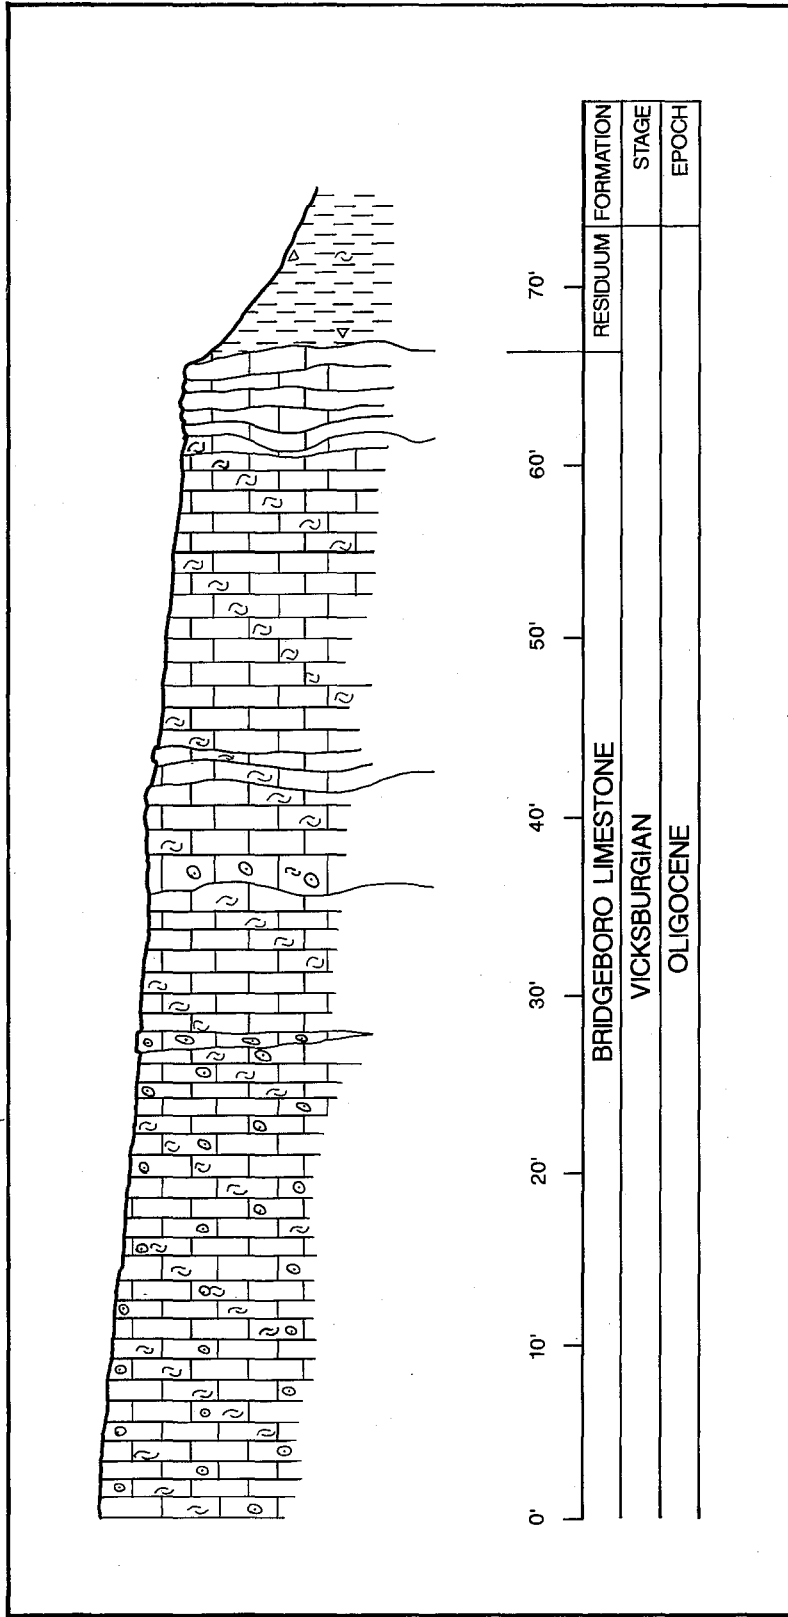 FORMATION
STAGE
EPOCH
RESIDUUM
BRIDGEBORO LIMESTONE
VICKSBURGIAN
OLIGOCENE
70'
60'
50'
40'
30'
20'
10'
0'